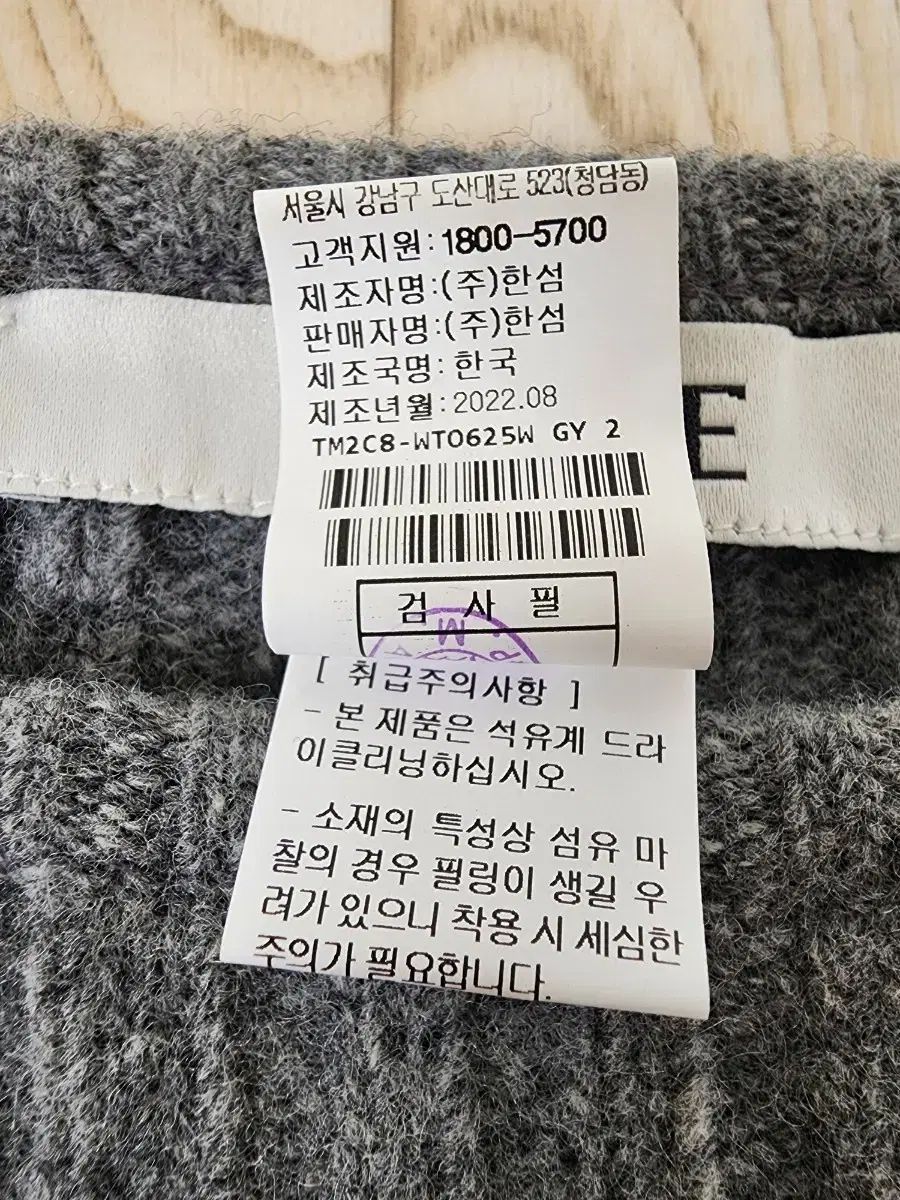 서울시 강남구 도산대로 523(청담동)
고객지원:1800-5700
제조자명:(주)한섬
판매자명:(주)한섬
제조국명:한국
제조년월:2022.08
TM2C8-WTO625W GY 2
E
검 사 필
M
[ 취급주의사항 ]
- 본 제품은 석유계 드라
이클리닝하십시오.
- 소재의 특성상 섬유 마
찰의 경우 필링이 생길 우
려가 있으니 착용 시 세심한
주의가 필요합니다.